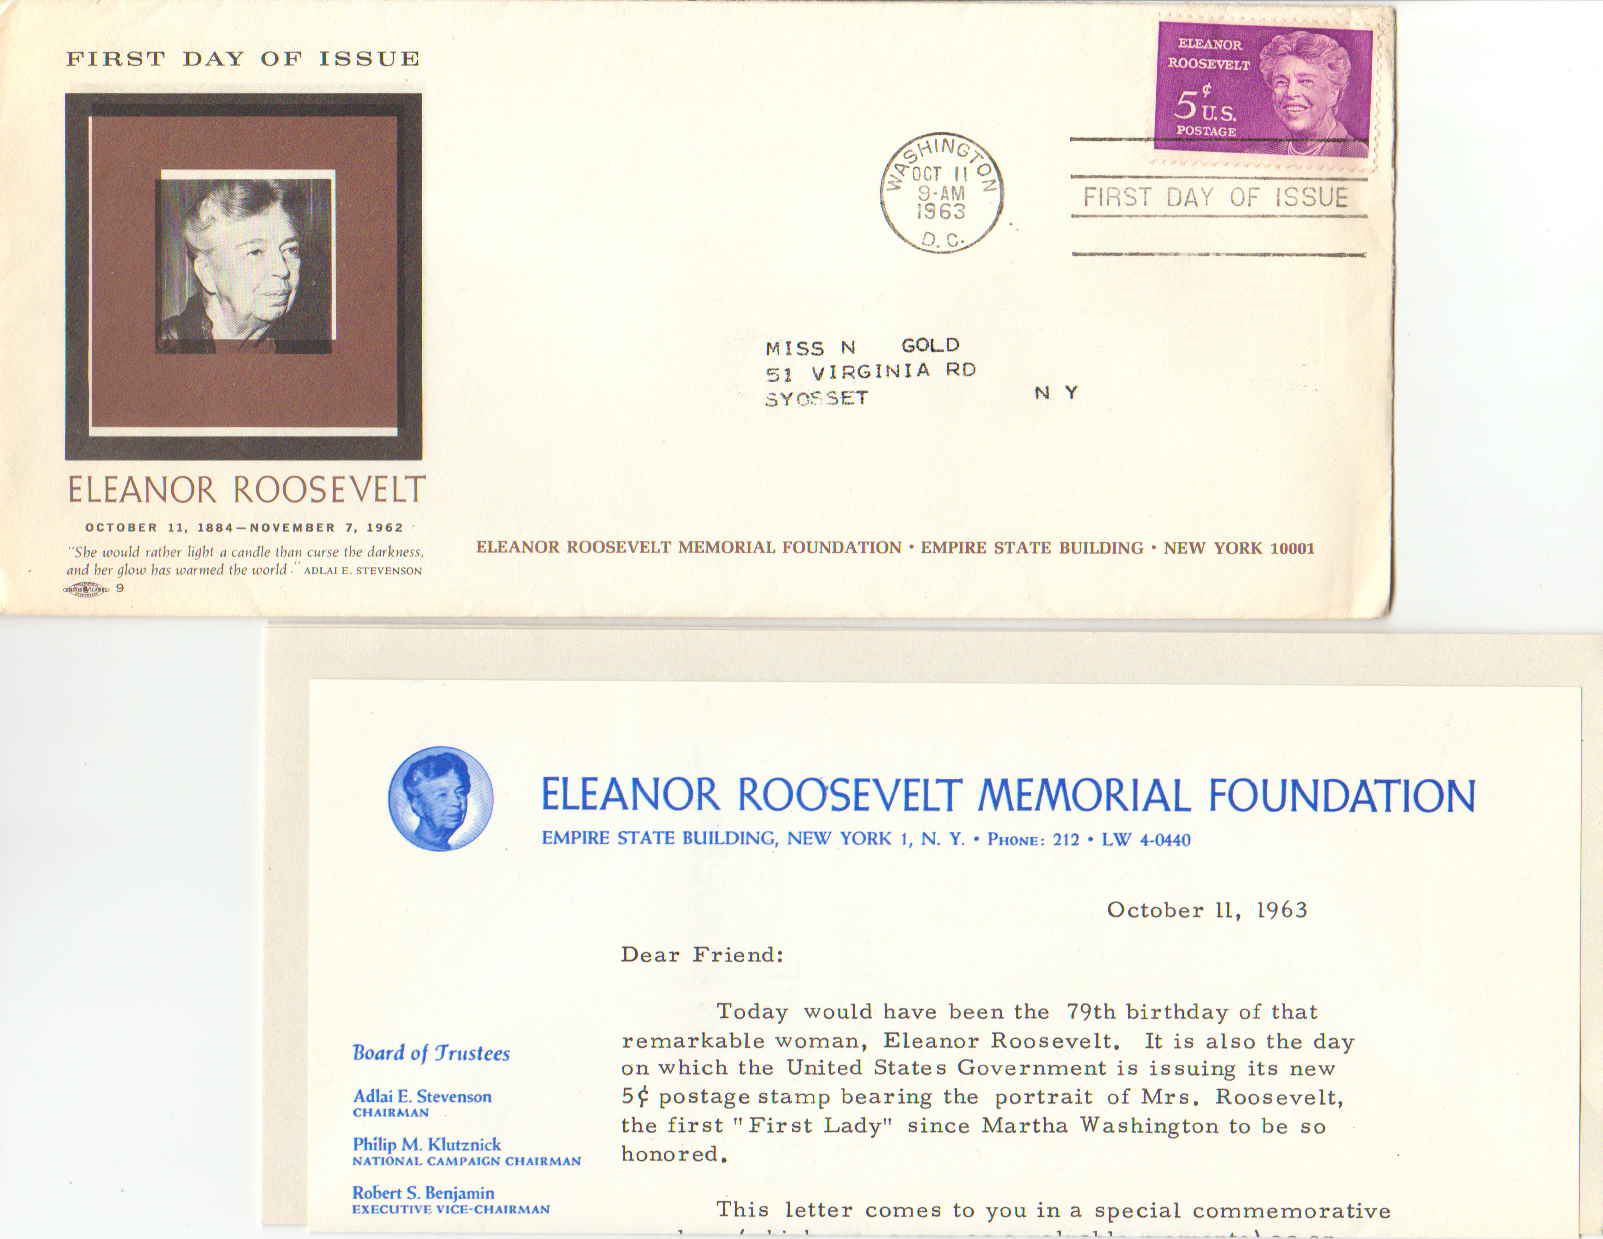 FIRST DAY OF ISSUE
ELEANOR
ROOSEVELT
5¢
U.S.
POSTAGE
WASHINGTON
OCT 11
9-AM
1963
D.C.
FIRST DAY OF ISSUE
MISS N GOLD
51 VIRGINIA RD
SYOSSET N Y
ELEANOR ROOSEVELT
OCTOBER 11, 1884—NOVEMBER 7, 1962
"She would rather light a candle than curse the darkness,
and her glow has warmed the world." ADLAI E. STEVENSON
9
ELEANOR ROOSEVELT MEMORIAL FOUNDATION • EMPIRE STATE BUILDING • NEW YORK 10001
ELEANOR ROOSEVELT MEMORIAL FOUNDATION
EMPIRE STATE BUILDING, NEW YORK 1, N. Y. • PHONE: 212 • LW 4-0440
October 11, 1963
Dear Friend:
Today would have been the 79th birthday of that
remarkable woman, Eleanor Roosevelt. It is also the day
on which the United States Government is issuing its new
5¢ postage stamp bearing the portrait of Mrs. Roosevelt,
the first "First Lady" since Martha Washington to be so
honored.
This letter comes to you in a special commemorative
Board of Trustees
Adlai E. Stevenson
CHAIRMAN
Philip M. Klutznick
NATIONAL CAMPAIGN CHAIRMAN
Robert S. Benjamin
EXECUTIVE VICE-CHAIRMAN